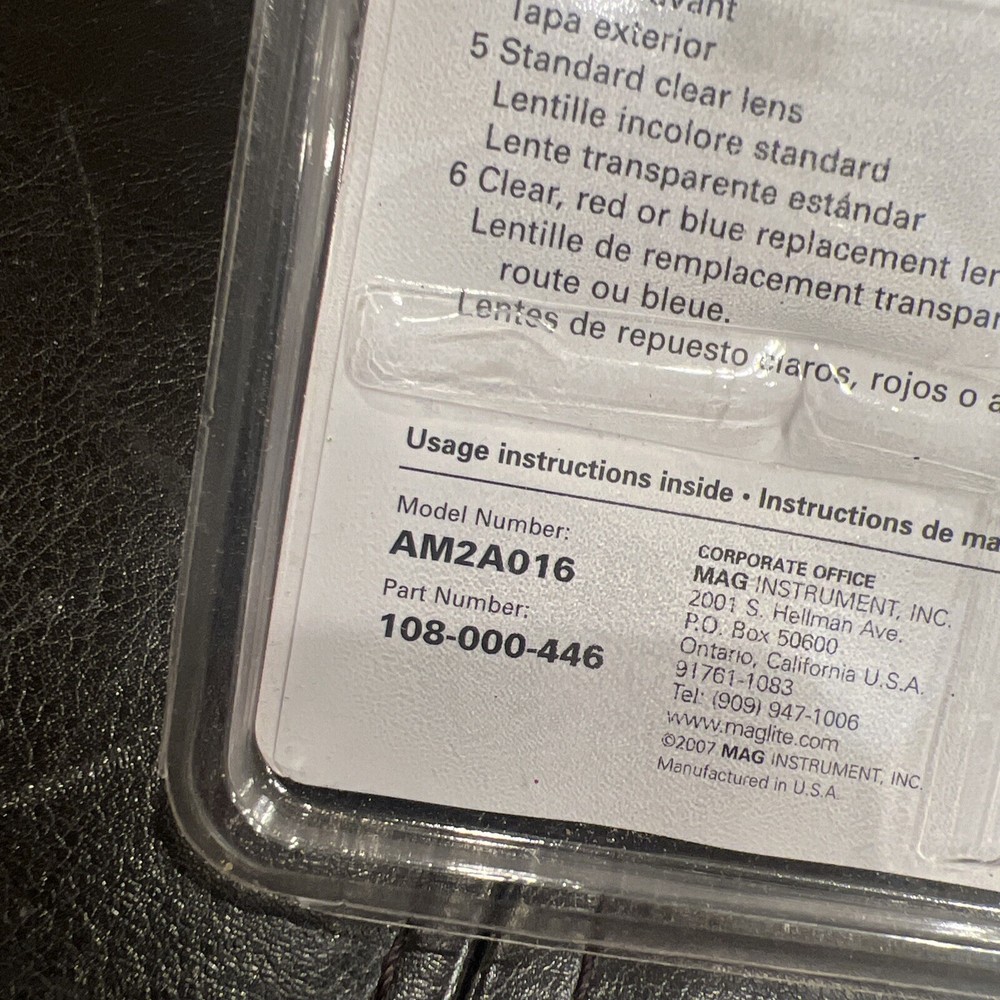 Tapa exterior
5 Standard clear lens
Lentille incolore standard
Lente transparente estándar
6 Clear, red or blue replacement
Lentille de remplacement
route ou bleue.
Lentes de repuesto claros, rojos o
Usage instructions inside • Instructions de
Model Number:
AM2A016
Part Number:
108-000-446
CORPORATE OFFICE
MAG INSTRUMENT, INC.
2001 S. Hellman Ave.
P.O. Box 50600
Ontario, California U.S.A.
91761-1083
Tel: (909) 947-1006
www.maglite.com
©2007 MAG INSTRUMENT, INC.
Manufactured in U.S.A.